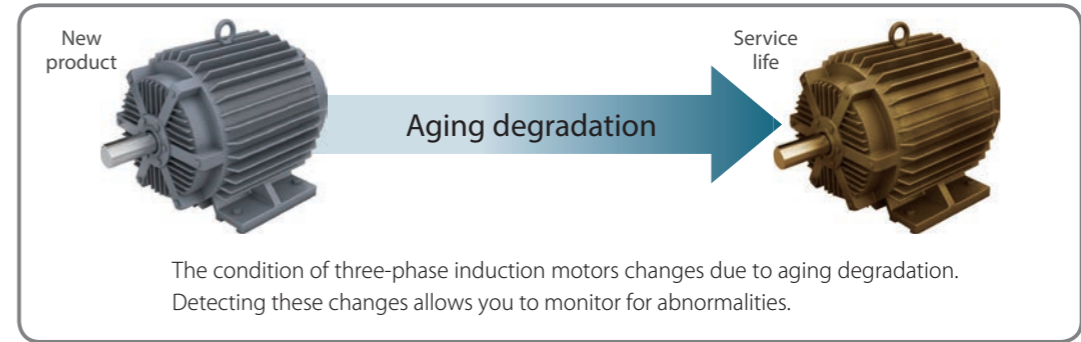 New
product
Service
life
Aging degradation
The condition of three-phase induction motors changes due to aging degradation.
Detecting these changes allows you to monitor for abnormalities.